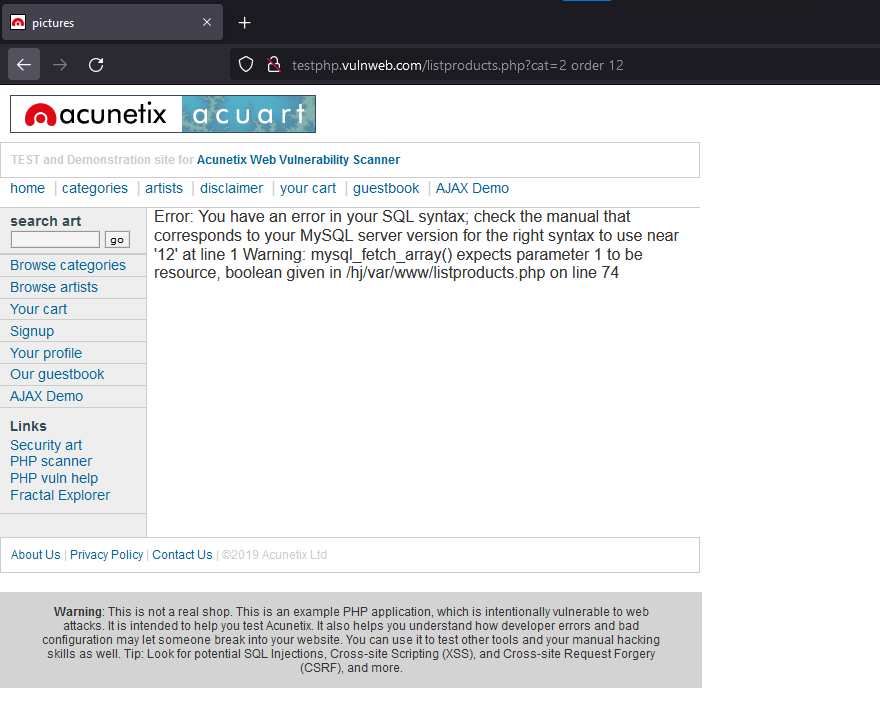 pictures
testphp.vulnweb.com/listproducts.php?cat=2 order 12
acunetix acuart
TEST and Demonstration site for Acunetix Web Vulnerability Scanner
home | categories | artists | disclaimer | your cart | guestbook | AJAX Demo
search art
go
Browse categories
Browse artists
Your cart
Signup
Your profile
Our guestbook
AJAX Demo
Links
Security art
PHP scanner
PHP vuln help
Fractal Explorer
Error: You have an error in your SQL syntax; check the manual that
corresponds to your MySQL server version for the right syntax to use near
'12' at line 1 Warning: mysql_fetch_array() expects parameter 1 to be
resource, boolean given in /hj/var/www/listproducts.php on line 74
About Us | Privacy Policy | Contact Us | ©2019 Acunetix Ltd
Warning: This is not a real shop. This is an example PHP application, which is intentionally vulnerable to web
attacks. It is intended to help you test Acunetix. It also helps you understand how developer errors and bad
configuration may let someone break into your website. You can use it to test other tools and your manual hacking
skills as well. Tip: Look for potential SQL Injections, Cross-site Scripting (XSS), and Cross-site Request Forgery
(CSRF), and more.